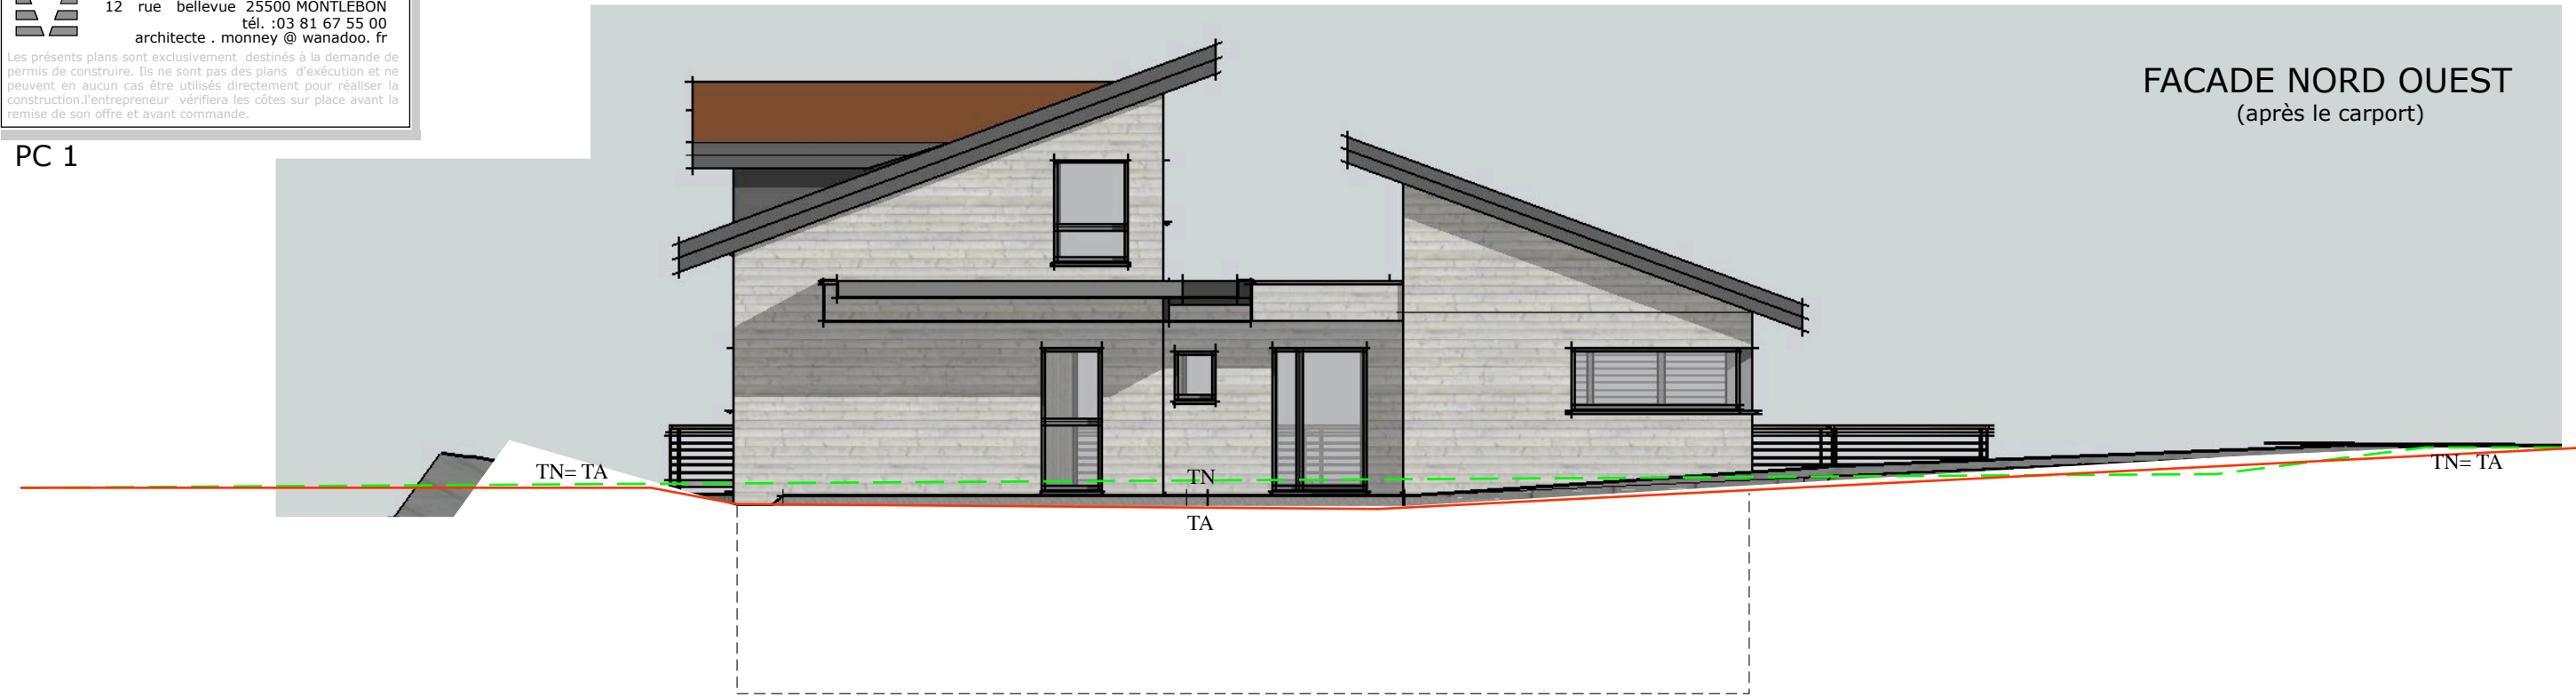 12 rue bellevue 25500 MONTLEBON
tél. :03 81 67 55 00
architecte . monney @ wanadoo. fr
Les présents plans sont exclusivement destinés à la demande de
permis de construire. Ils ne sont pas des plans d'exécution et ne
peuvent en aucun cas être utilisés directement pour réaliser la
construction.l'entrepreneur vérifiera les côtes sur place avant la
remise de son offre et avant commande.
PC 1
FACADE NORD OUEST
(après le carport)
TN= TA
TN
TA
TN= TA